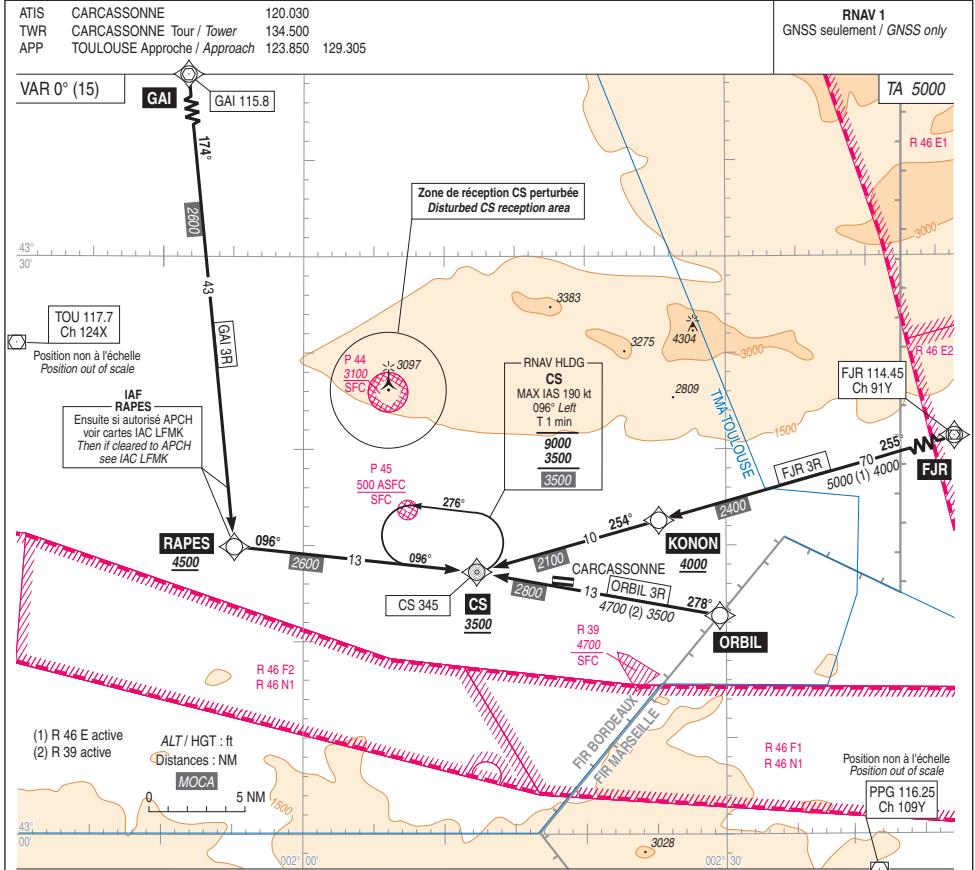 ATIS CARCASSONNE 120.030
TWR CARCASSONNE Tour / Tower 134.500
APP TOULOUSE Approche / Approach 123.850 129.305
RNAV 1
GNSS seulement / GNSS only
VAR 0° (15)
TA 5000
GAI
GAI 115.8
174°
2600
43
GAI 3R
R 46 E1
3000
Zone de réception CS perturbée
Disturbed CS reception area
43°
30'
TOU 117.7
Ch 124X
Position non à l'échelle
Position out of scale
3383
3275
4304
3000
2809
1500
R 46 E2
P 44
3100
SFC
3097
RNAV HLDG
CS
MAX IAS 190 kt
096° Left
T 1 min
9000
3500
3500
TMA TOULOUSE
FJR 114.45
Ch 91Y
1500
IAF
RAPES
Ensuite si autorisé APCH
voir cartes IAC LFMK
Then if cleared to APCH
see IAC LFMK
255°
70
FJR 3R
5000 (1) 4000
FJR
2400
P 45
500 ASFC
SFC
276°
RAPES
4500
096°
2600
13
096°
254°
10
2100
KONON
4000
CS 345
CS
3500
CARCASSONNE
2800
13
ORBIL 3R
4700 (2) 3500
278°
ORBIL
R 39
4700
SFC
R 46 F2
R 46 N1
FIR BORDEAUX
FIR MARSEILLE
(1) R 46 E active
(2) R 39 active
ALT / HGT : ft
Distances : NM
MOCA
0 5 NM
1500
R 46 F1
R 46 N1
Position non à l'échelle
Position out of scale
PPG 116.25
Ch 109Y
43°
00'
002° 00'
3028
002° 30'